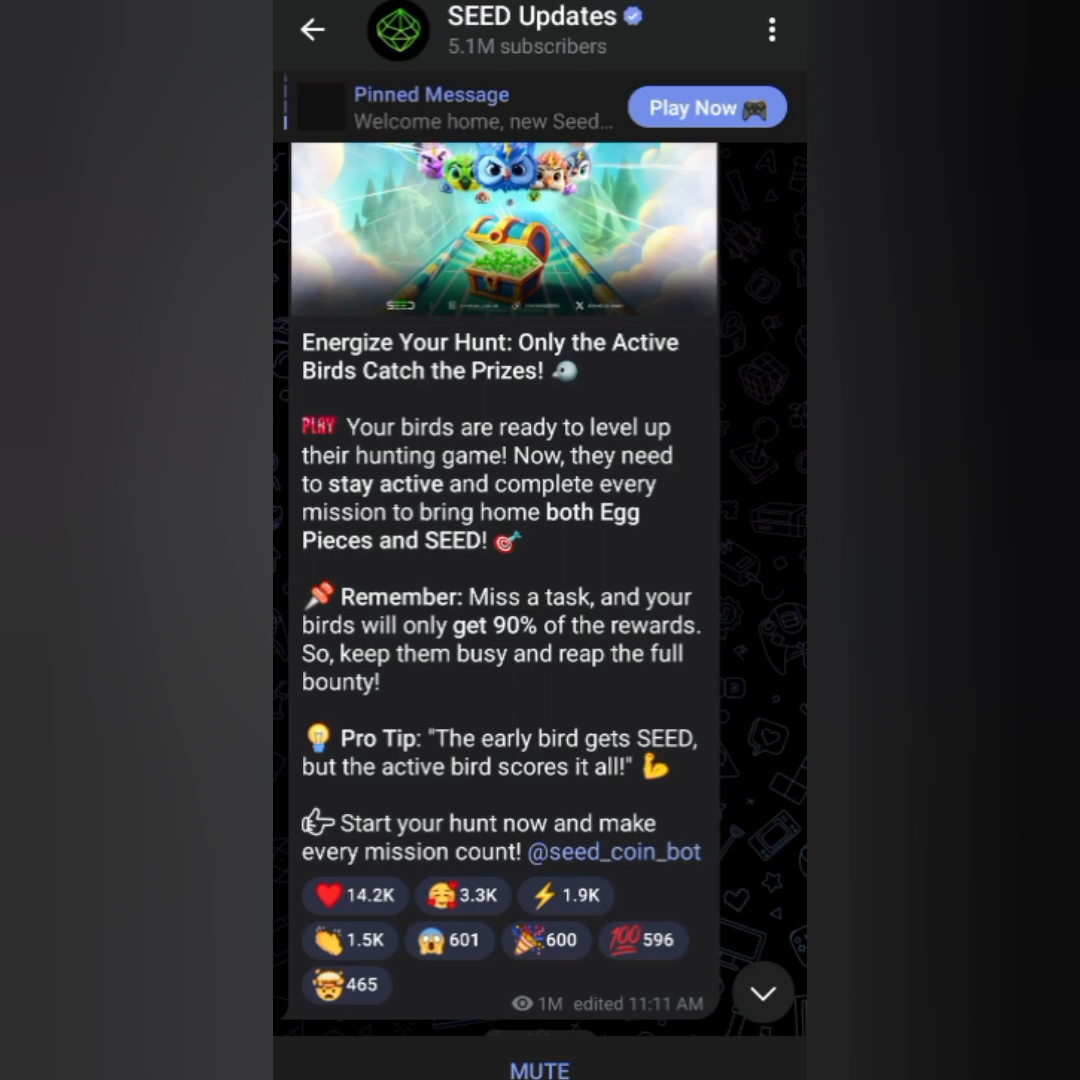 SEED Updates
5.1M subscribers
Pinned Message
Welcome home, new Seed...
Play Now 🎮
SEED
Energize Your Hunt: Only the Active
Birds Catch the Prizes! 🐦
PLAY Your birds are ready to level up
their hunting game! Now, they need
to stay active and complete every
mission to bring home both Egg
Pieces and SEED! 🎯
📌 Remember: Miss a task, and your
birds will only get 90% of the rewards.
So, keep them busy and reap the full
bounty!
💡 Pro Tip: "The early bird gets SEED,
but the active bird scores it all!" 💪
👉 Start your hunt now and make
every mission count! @seed_coin_bot
❤️ 14.2K 🥰 3.3K ⚡ 1.9K
👏 1.5K 😱 601 🎉 600 💯 596
🤯 465
1M edited 11:11 AM
MUTE